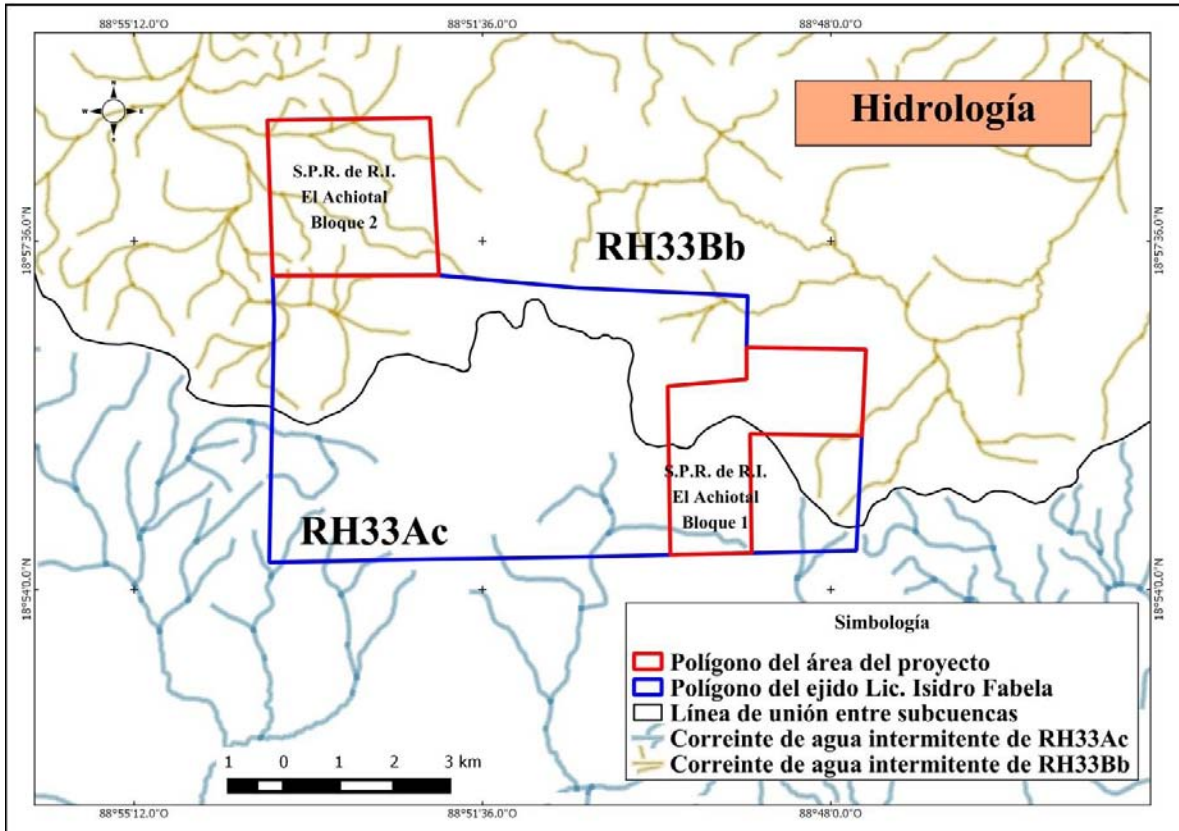 88°55'12.0"O
88°51'36.0"O
88°48'0.0"O
N
W
E
S
Hidrología
S.P.R. de R.I.
El Achiotal
Bloque 2
18°57'36.0"N
18°57'36.0"N
RH33Bb
S.P.R. de R.I.
El Achiotal
Bloque 1
RH33Ac
18°54'0.0"N
18°54'0.0"N
Simbología
Polígono del área del proyecto
Polígono del ejido Lic. Isidro Fabela
Línea de unión entre subcuencas
Correinte de agua intermitente de RH33Ac
Correinte de agua intermitente de RH33Bb
1 0 1 2 3 km
88°55'12.0"O
88°51'36.0"O
88°48'0.0"O